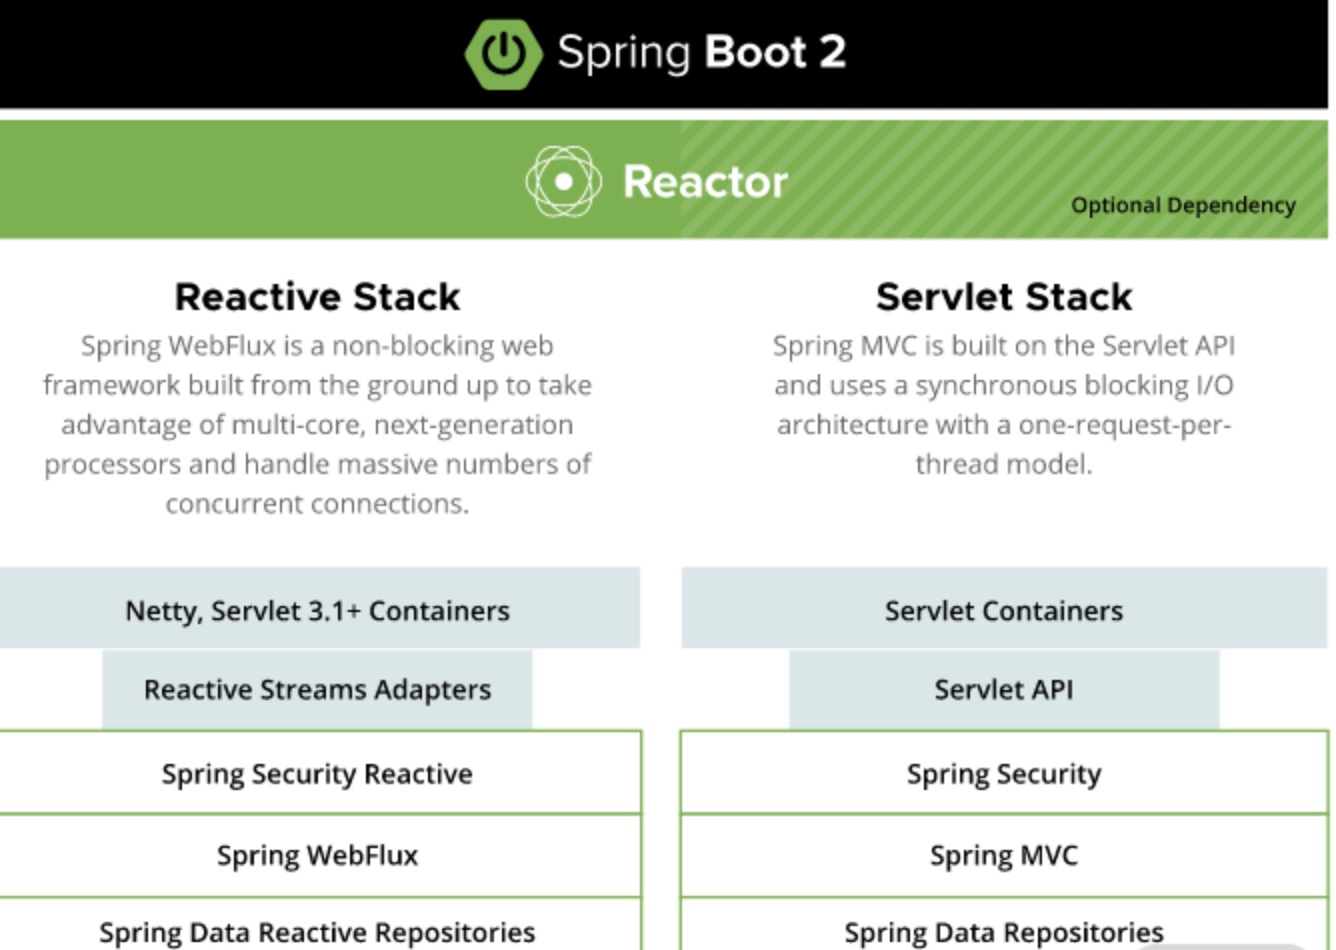 Spring Boot 2
Reactor
Optional Dependency
Reactive Stack
Spring WebFlux is a non-blocking web
framework built from the ground up to take
advantage of multi-core, next-generation
processors and handle massive numbers of
concurrent connections.
Servlet Stack
Spring MVC is built on the Servlet API
and uses a synchronous blocking I/O
architecture with a one-request-per-
thread model.
Netty, Servlet 3.1+ Containers
Servlet Containers
Reactive Streams Adapters
Servlet API
Spring Security Reactive
Spring Security
Spring WebFlux
Spring MVC
Spring Data Reactive Repositories
Spring Data Repositories